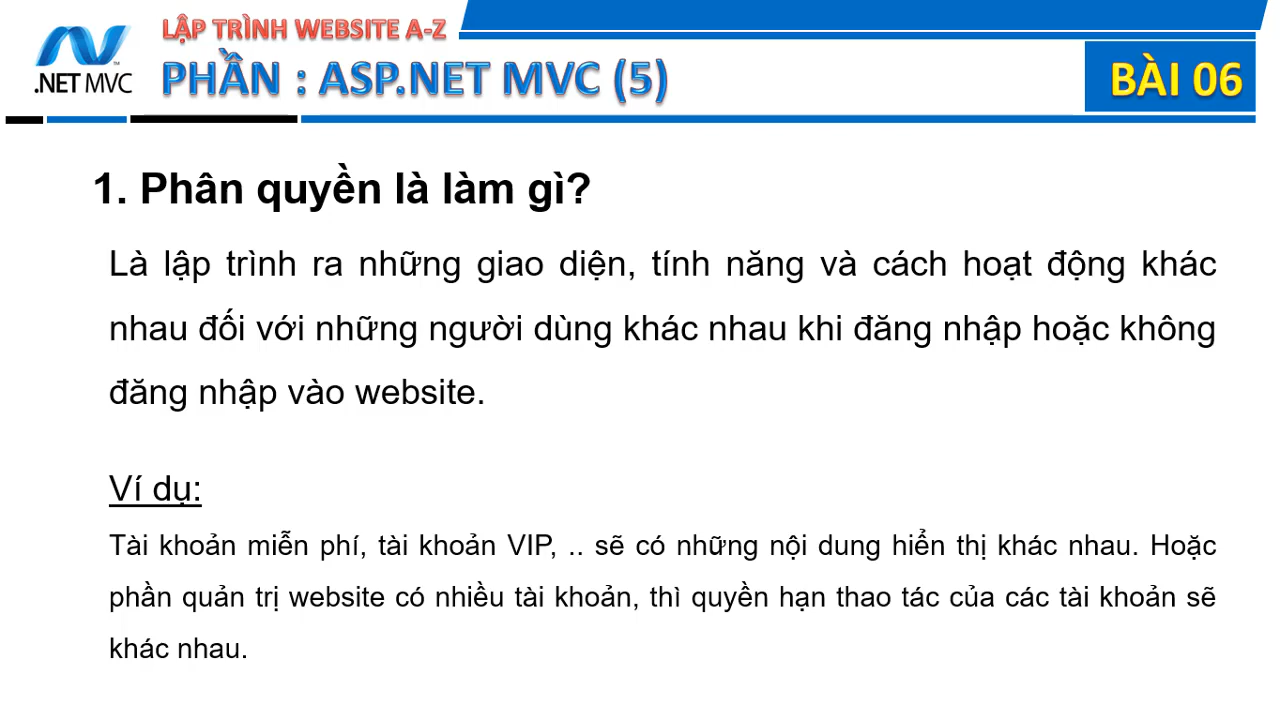 LẬP TRÌNH WEBSITE A-Z
PHẦN : ASP.NET MVC (5)
.NET MVC
TM
BÀI 06
1. Phân quyền là làm gì?
Là lập trình ra những giao diện, tính năng và cách hoạt động khác
nhau đối với những người dùng khác nhau khi đăng nhập hoặc không
đăng nhập vào website.
Ví dụ:
Tài khoản miễn phí, tài khoản VIP, .. sẽ có những nội dung hiển thị khác nhau. Hoặc
phần quản trị website có nhiều tài khoản, thì quyền hạn thao tác của các tài khoản sẽ
khác nhau.